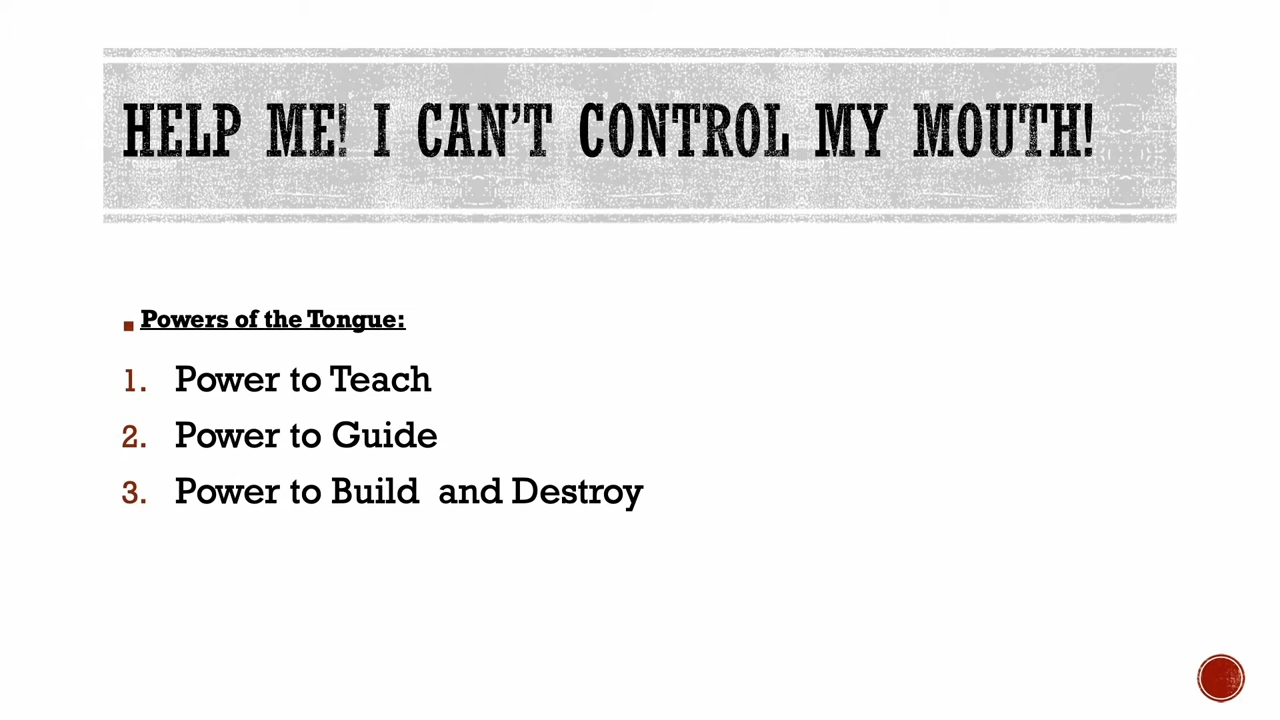 HELP ME! I CAN'T CONTROL MY MOUTH!
Powers of the Tongue:
1. Power to Teach
2. Power to Guide
3. Power to Build  and Destroy